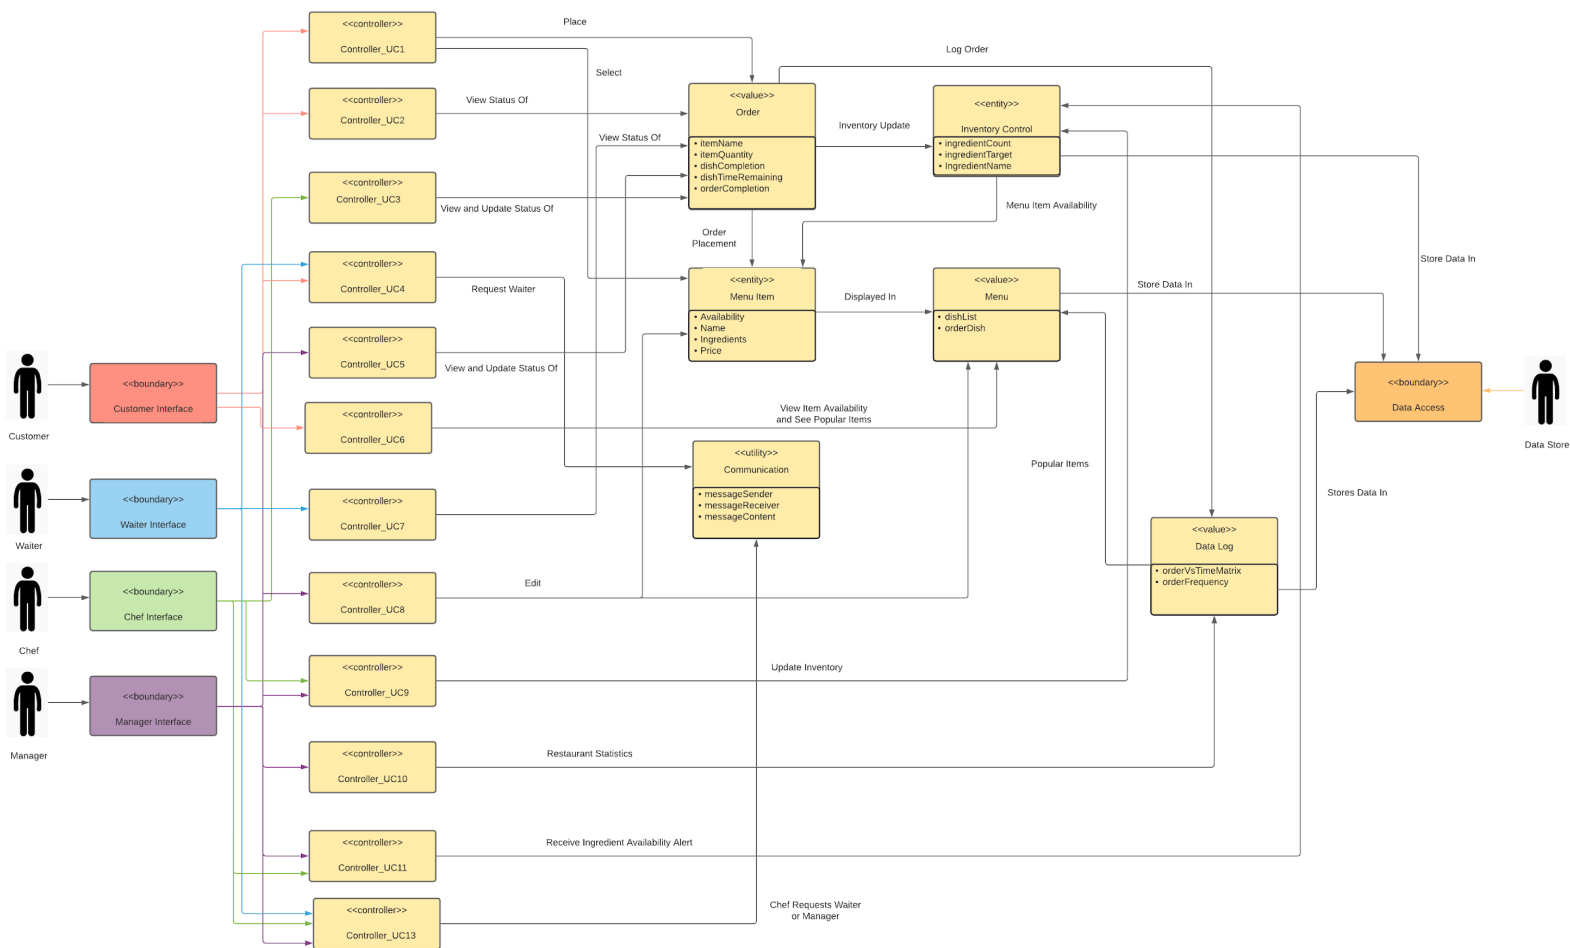 <<controller>>
Controller_UC1
Place
Select
Log Order
<<controller>>
Controller_UC2
View Status Of
View Status Of
<<value>>
Order
• itemName
• itemQuantity
• dishCompletion
• dishTimeRemaining
• orderCompletion
Inventory Update
<<entity>>
Inventory Control
• ingredientCount
• ingredientTarget
• IngredientName
<<controller>>
Controller_UC3
View and Update Status Of
Order
Placement
Menu Item Availability
Store Data In
<<controller>>
Controller_UC4
Request Waiter
<<entity>>
Menu Item
• Availability
• Name
• Ingredients
• Price
Displayed In
<<value>>
Menu
• dishList
• orderDish
Store Data In
<<controller>>
Controller_UC5
View and Update Status Of
Customer
<<boundary>>
Customer Interface
<<controller>>
Controller_UC6
View Item Availability
and See Popular Items
<<boundary>>
Data Access
Data Store
<<utility>>
Communication
• messageSender
• messageReceiver
• messageContent
Popular Items
Stores Data In
Waiter
<<boundary>>
Waiter Interface
<<controller>>
Controller_UC7
<<value>>
Data Log
• orderVsTimeMatrix
• orderFrequency
Chef
<<boundary>>
Chef Interface
<<controller>>
Controller_UC8
Edit
Manager
<<boundary>>
Manager Interface
<<controller>>
Controller_UC9
Update Inventory
<<controller>>
Controller_UC10
Restaurant Statistics
<<controller>>
Controller_UC11
Receive Ingredient Availability Alert
<<controller>>
Controller_UC13
Chef Requests Waiter
or Manager